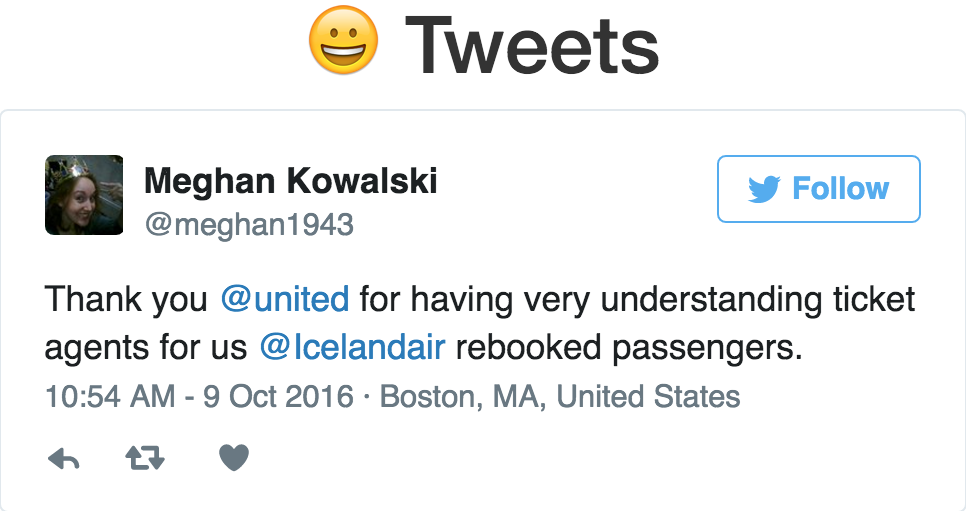 😀 Tweets
Meghan Kowalski
@meghan1943
Follow
Thank you @united for having very understanding ticket
agents for us @Icelandair rebooked passengers.
10:54 AM - 9 Oct 2016 · Boston, MA, United States